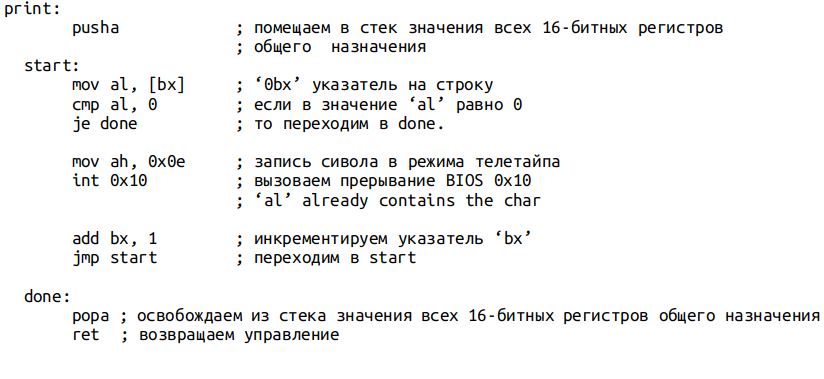 print:
pusha ; помещаем в стек значения всех 16-битных регистров
; общего назначения
start:
mov al, [bx] ; ‘0bx’ указатель на строку
cmp al, 0 ; если в значение ‘al’ равно 0
je done ; то переходим в done.
mov ah, 0x0e ; запись сивола в режима телетайпа
int 0x10 ; вызоваем прерывание BIOS 0x10
; ‘al’ already contains the char
add bx, 1 ; инкрементируем указатель ‘bx’
jmp start ; переходим в start
done:
popa ; освобождаем из стека значения всех 16-битных регистров общего назначения
ret ; возвращаем управление